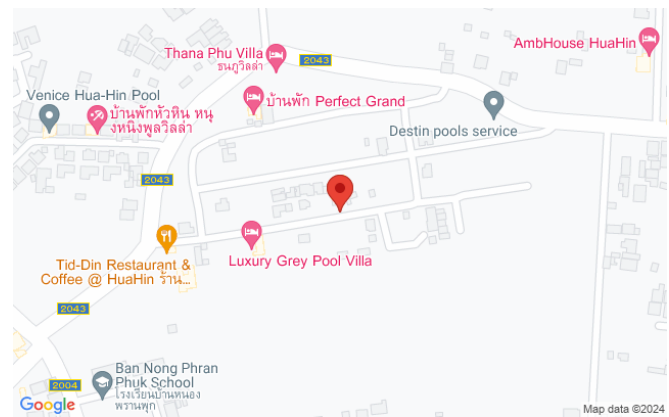 Thana Phu Villa
ธนภูวิลล่า
2043
AmbHouse HuaHin
Venice Hua-Hin Pool
บ้านพัก Perfect Grand
บ้านพักหัวหิน หนุ
งหนิงพูลวิลล่า
Destin pools service
2043
Luxury Grey Pool Villa
Tid-Din Restaurant &
Coffee @ HuaHin ร้าน...
2043
2004
Ban Nong Phran
Phuk School
โรงเรียนบ้านหนอง
พรานพุก
Google
Map data ©2024